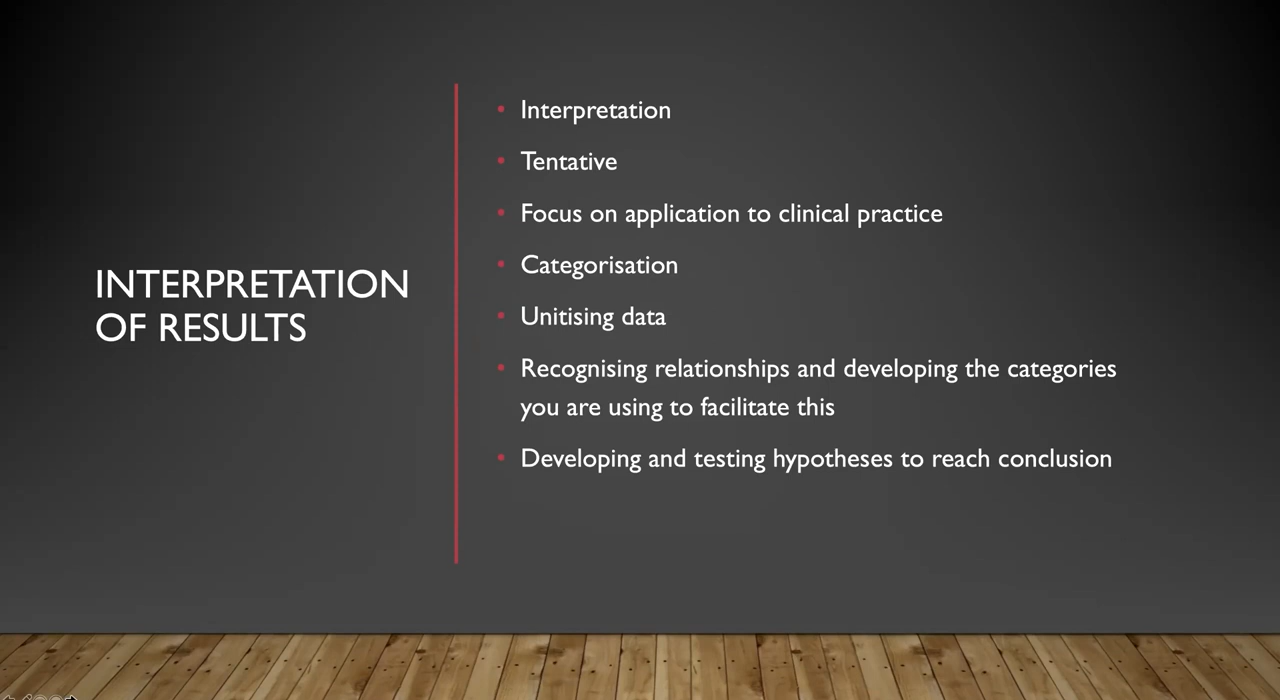 INTERPRETATION
OF RESULTS
• Interpretation
• Tentative
• Focus on application to clinical practice
• Categorisation
• Unitising data
• Recognising relationships and developing the categories
you are using to facilitate this
• Developing and testing hypotheses to reach conclusion